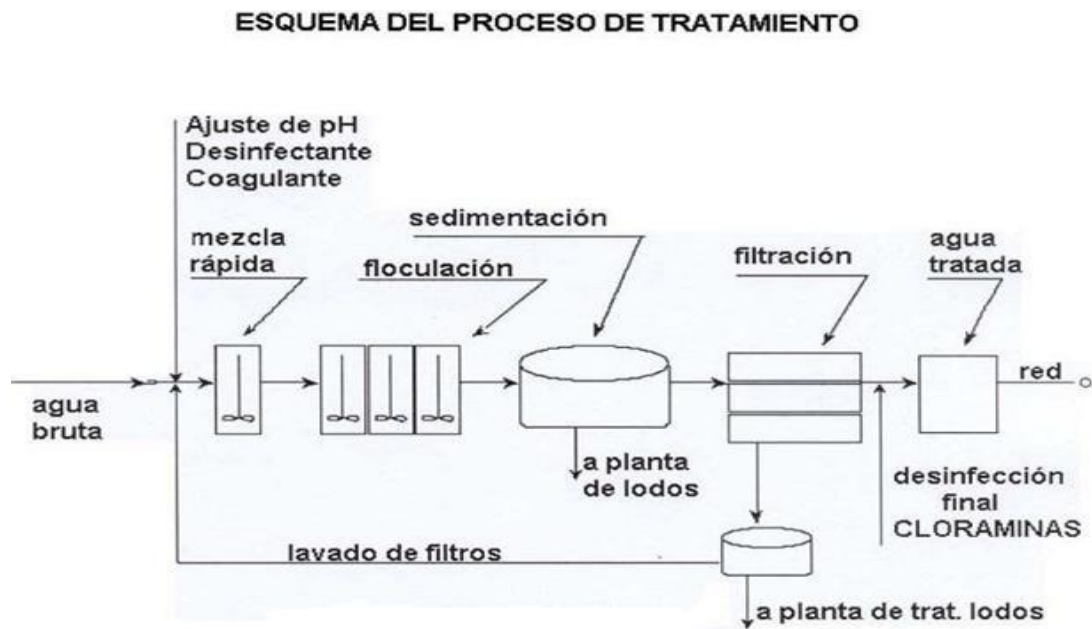 ESQUEMA DEL PROCESO DE TRATAMIENTO
Ajuste de pH
Desinfectante
Coagulante
mezcla
rápida
floculación
sedimentación
filtración
agua
tratada
red
agua
bruta
a planta
de lodos
desinfección
final
CLORAMINAS
lavado de filtros
a planta de trat. lodos